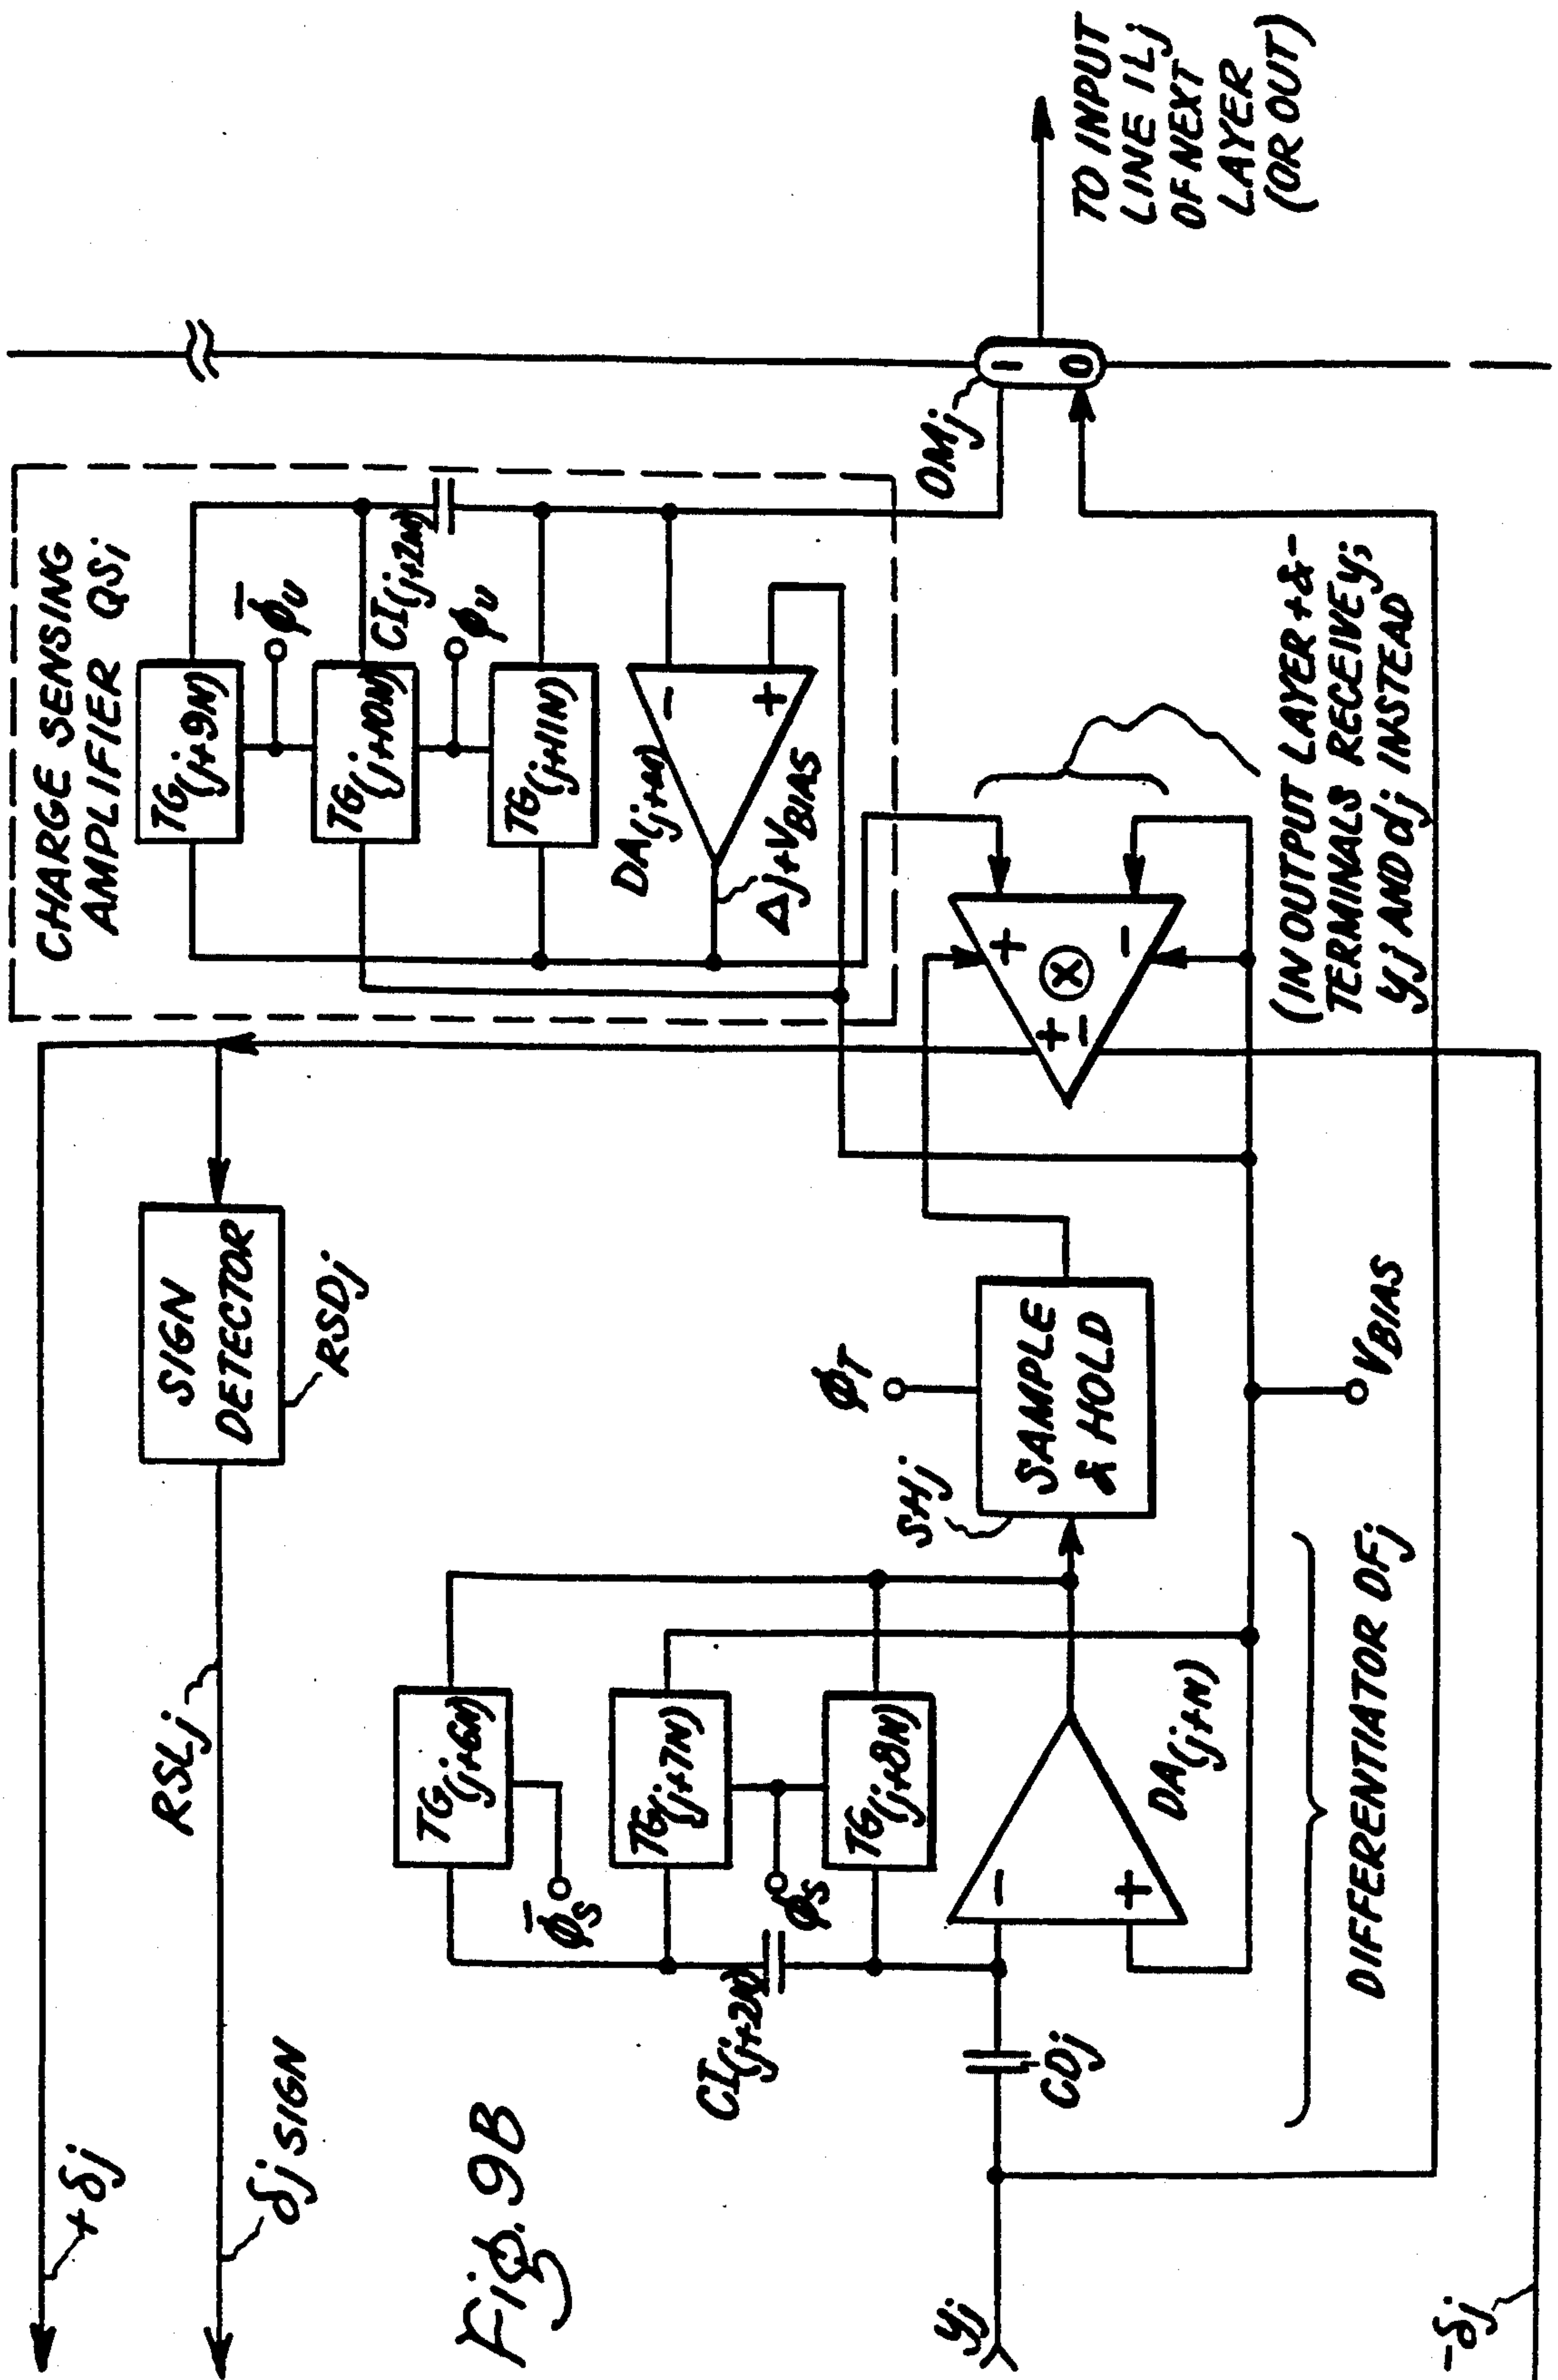 +δj
δj SIGN
RSLj
SIGN
DETECTOR
RSDj
CHARGE SENSING
AMPLIFIER QSj
TG(j+9N)
φ̄U
TG(j+10N)
CI(j+2M)
φU
TG(j+11N)
DA(j+M)
−
+
Δj+VBIAS
Fig. 9B
TG(j+6N)
φ̄S
TG(j+7N)
CI(j+2N)
φS
TG(j+8N)
−
+
DA(j+N)
yj
CDj
DIFFERENTIATOR DFj
SHj
φT
SAMPLE
& HOLD
VBIAS
+
−
+
−
X
OMj
1
0
TO INPUT
LINE ILj
OF NEXT
LAYER
(OR OUT)
(IN OUTPUT LAYER +&-
TERMINALS RECEIVE yj
yj AND dj INSTEAD
-δj